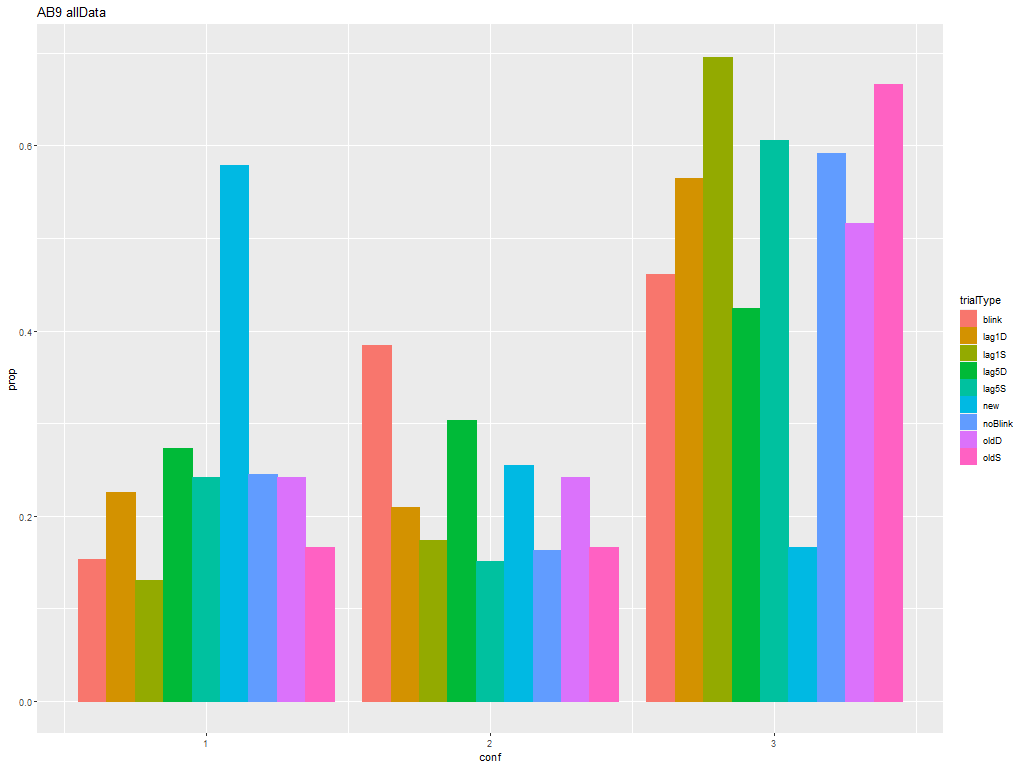 AB9 allData
prop
0.6
0.4
0.2
0.0
1
2
3
conf
trialType
blink
lag1D
lag1S
lag5D
lag5S
new
noBlink
oldD
oldS